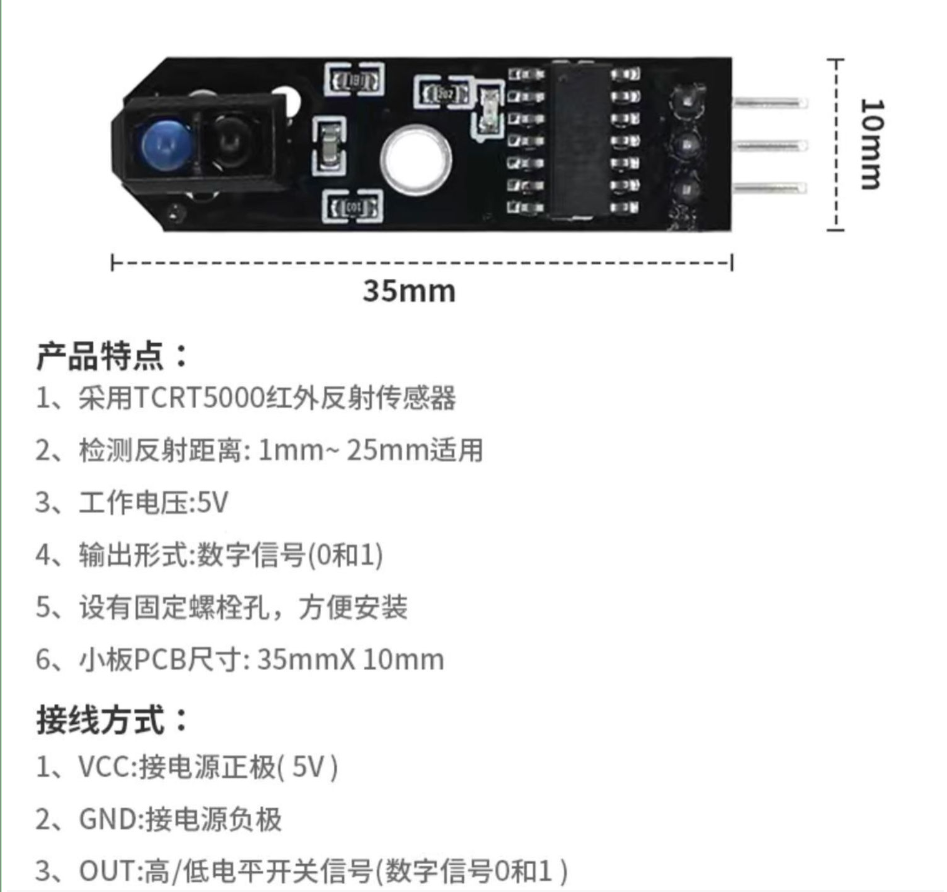 10mm
35mm
产品特点：
1、采用TCRT5000红外反射传感器
2、检测反射距离: 1mm~ 25mm适用
3、工作电压:5V
4、输出形式:数字信号(0和1)
5、设有固定螺栓孔，方便安装
6、小板PCB尺寸: 35mmX 10mm
接线方式：
1、VCC:接电源正极( 5V )
2、GND:接电源负极
3、OUT:高/低电平开关信号(数字信号0和1 )